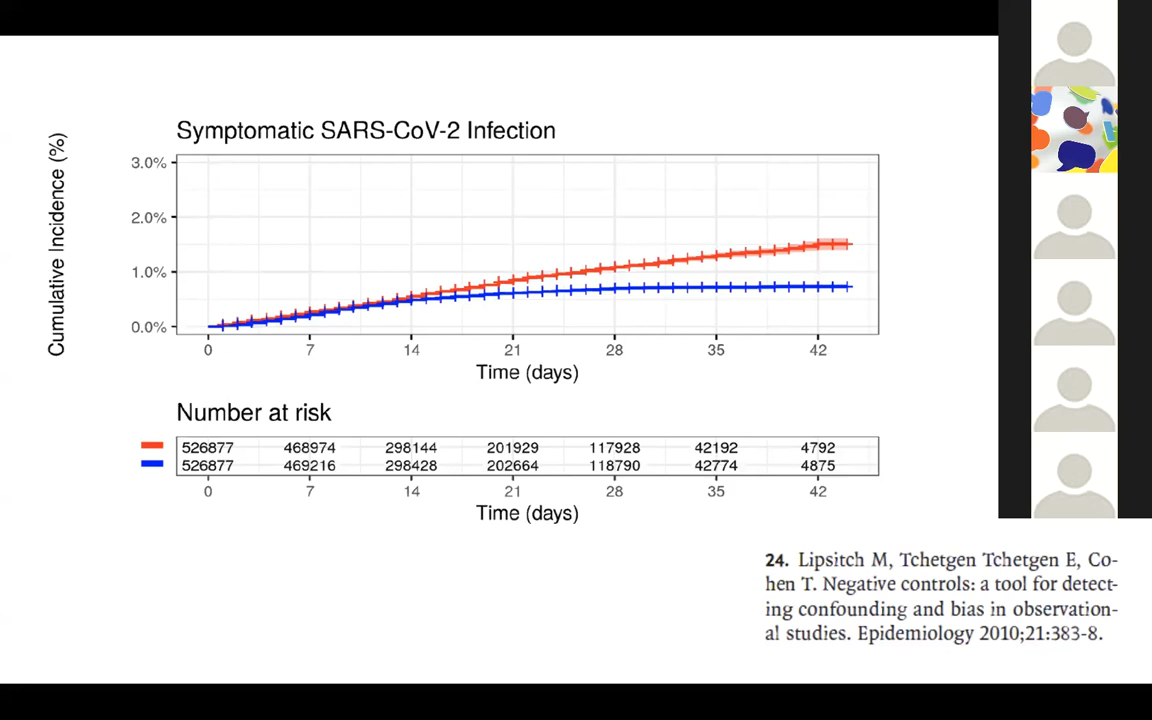 Symptomatic SARS-CoV-2 Infection
Cumulative Incidence (%)
3.0%
2.0%
1.0%
0.0%
0 7 14 21 28 35 42
Time (days)
Number at risk
526877 468974 298144 201929 117928 42192 4792
526877 469216 298428 202664 118790 42774 4875
0 7 14 21 28 35 42
Time (days)
24. Lipsitch M, Tchetgen Tchetgen E, Co-
hen T. Negative controls: a tool for detect-
ing confounding and bias in observation-
al studies. Epidemiology 2010;21:383-8.